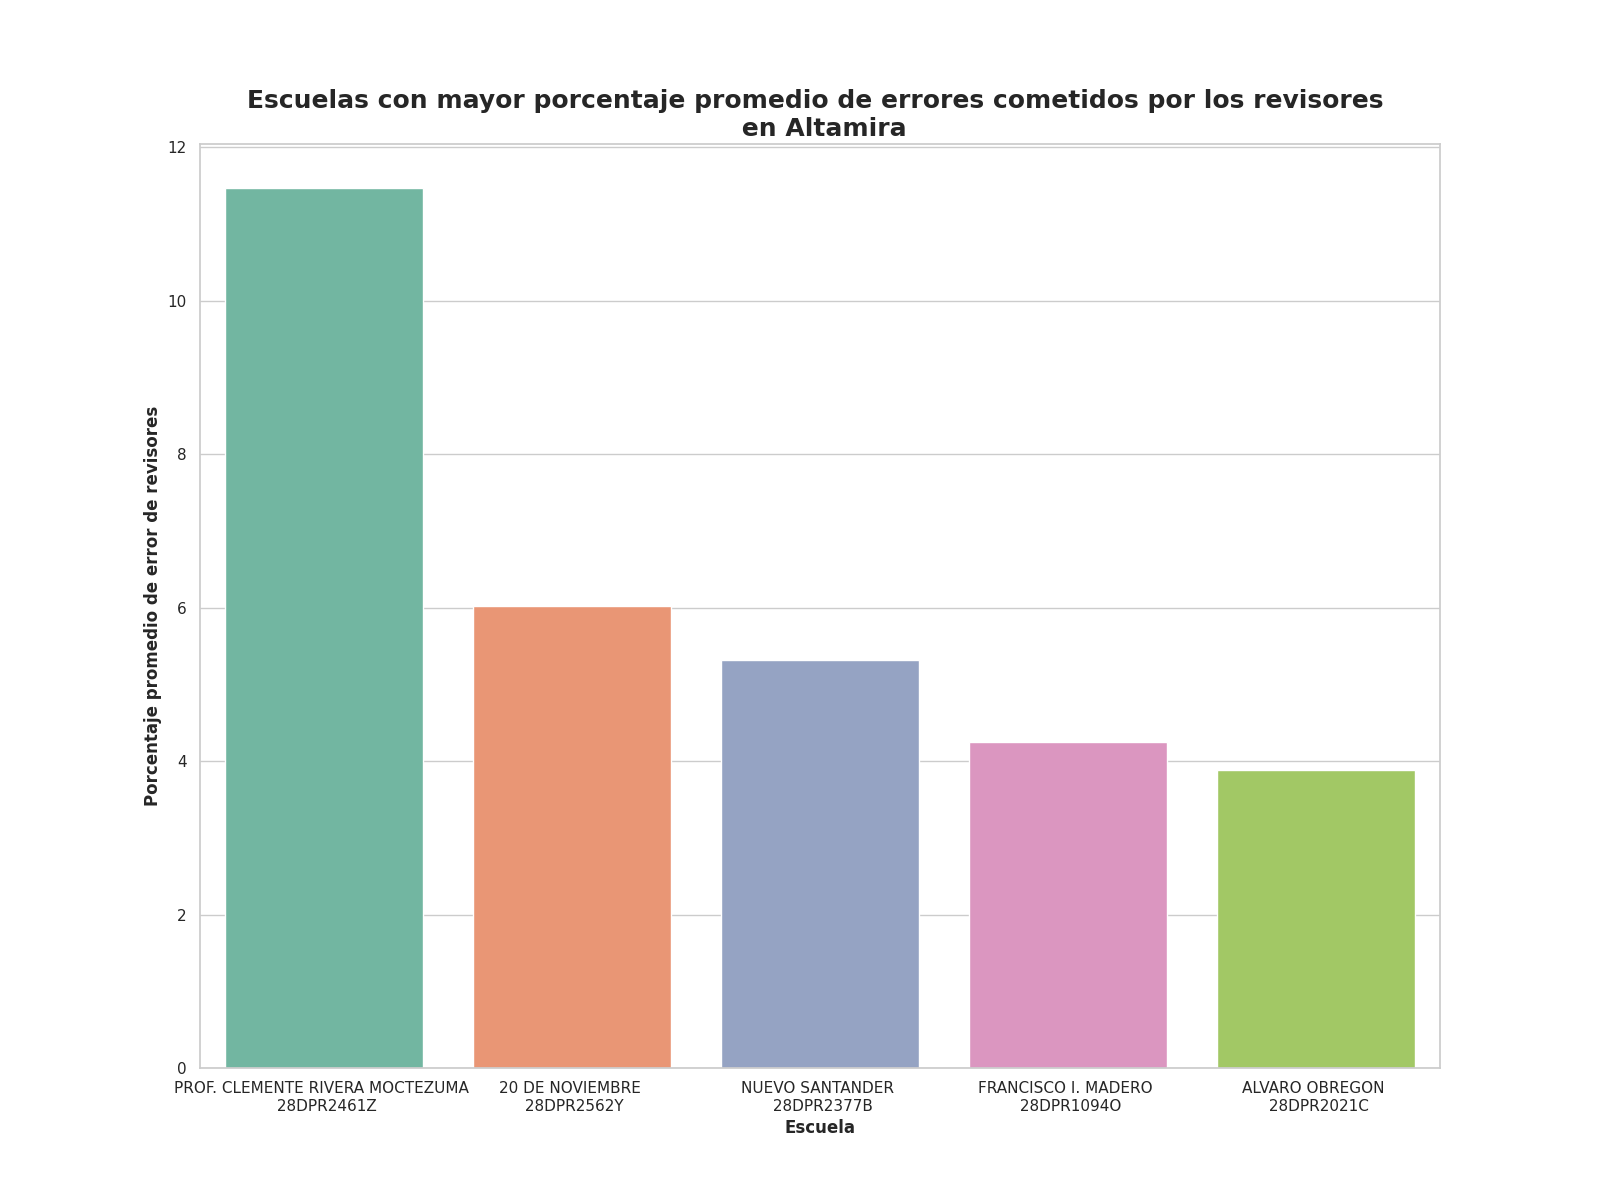 Escuelas con mayor porcentaje promedio de errores cometidos por los revisores
en Altamira
Porcentaje promedio de error de revisores
12
10
8
6
4
2
0
PROF. CLEMENTE RIVERA MOCTEZUMA
28DPR2461Z
20 DE NOVIEMBRE
28DPR2562Y
NUEVO SANTANDER
28DPR2377B
FRANCISCO I. MADERO
28DPR1094O
ALVARO OBREGON
28DPR2021C
Escuela